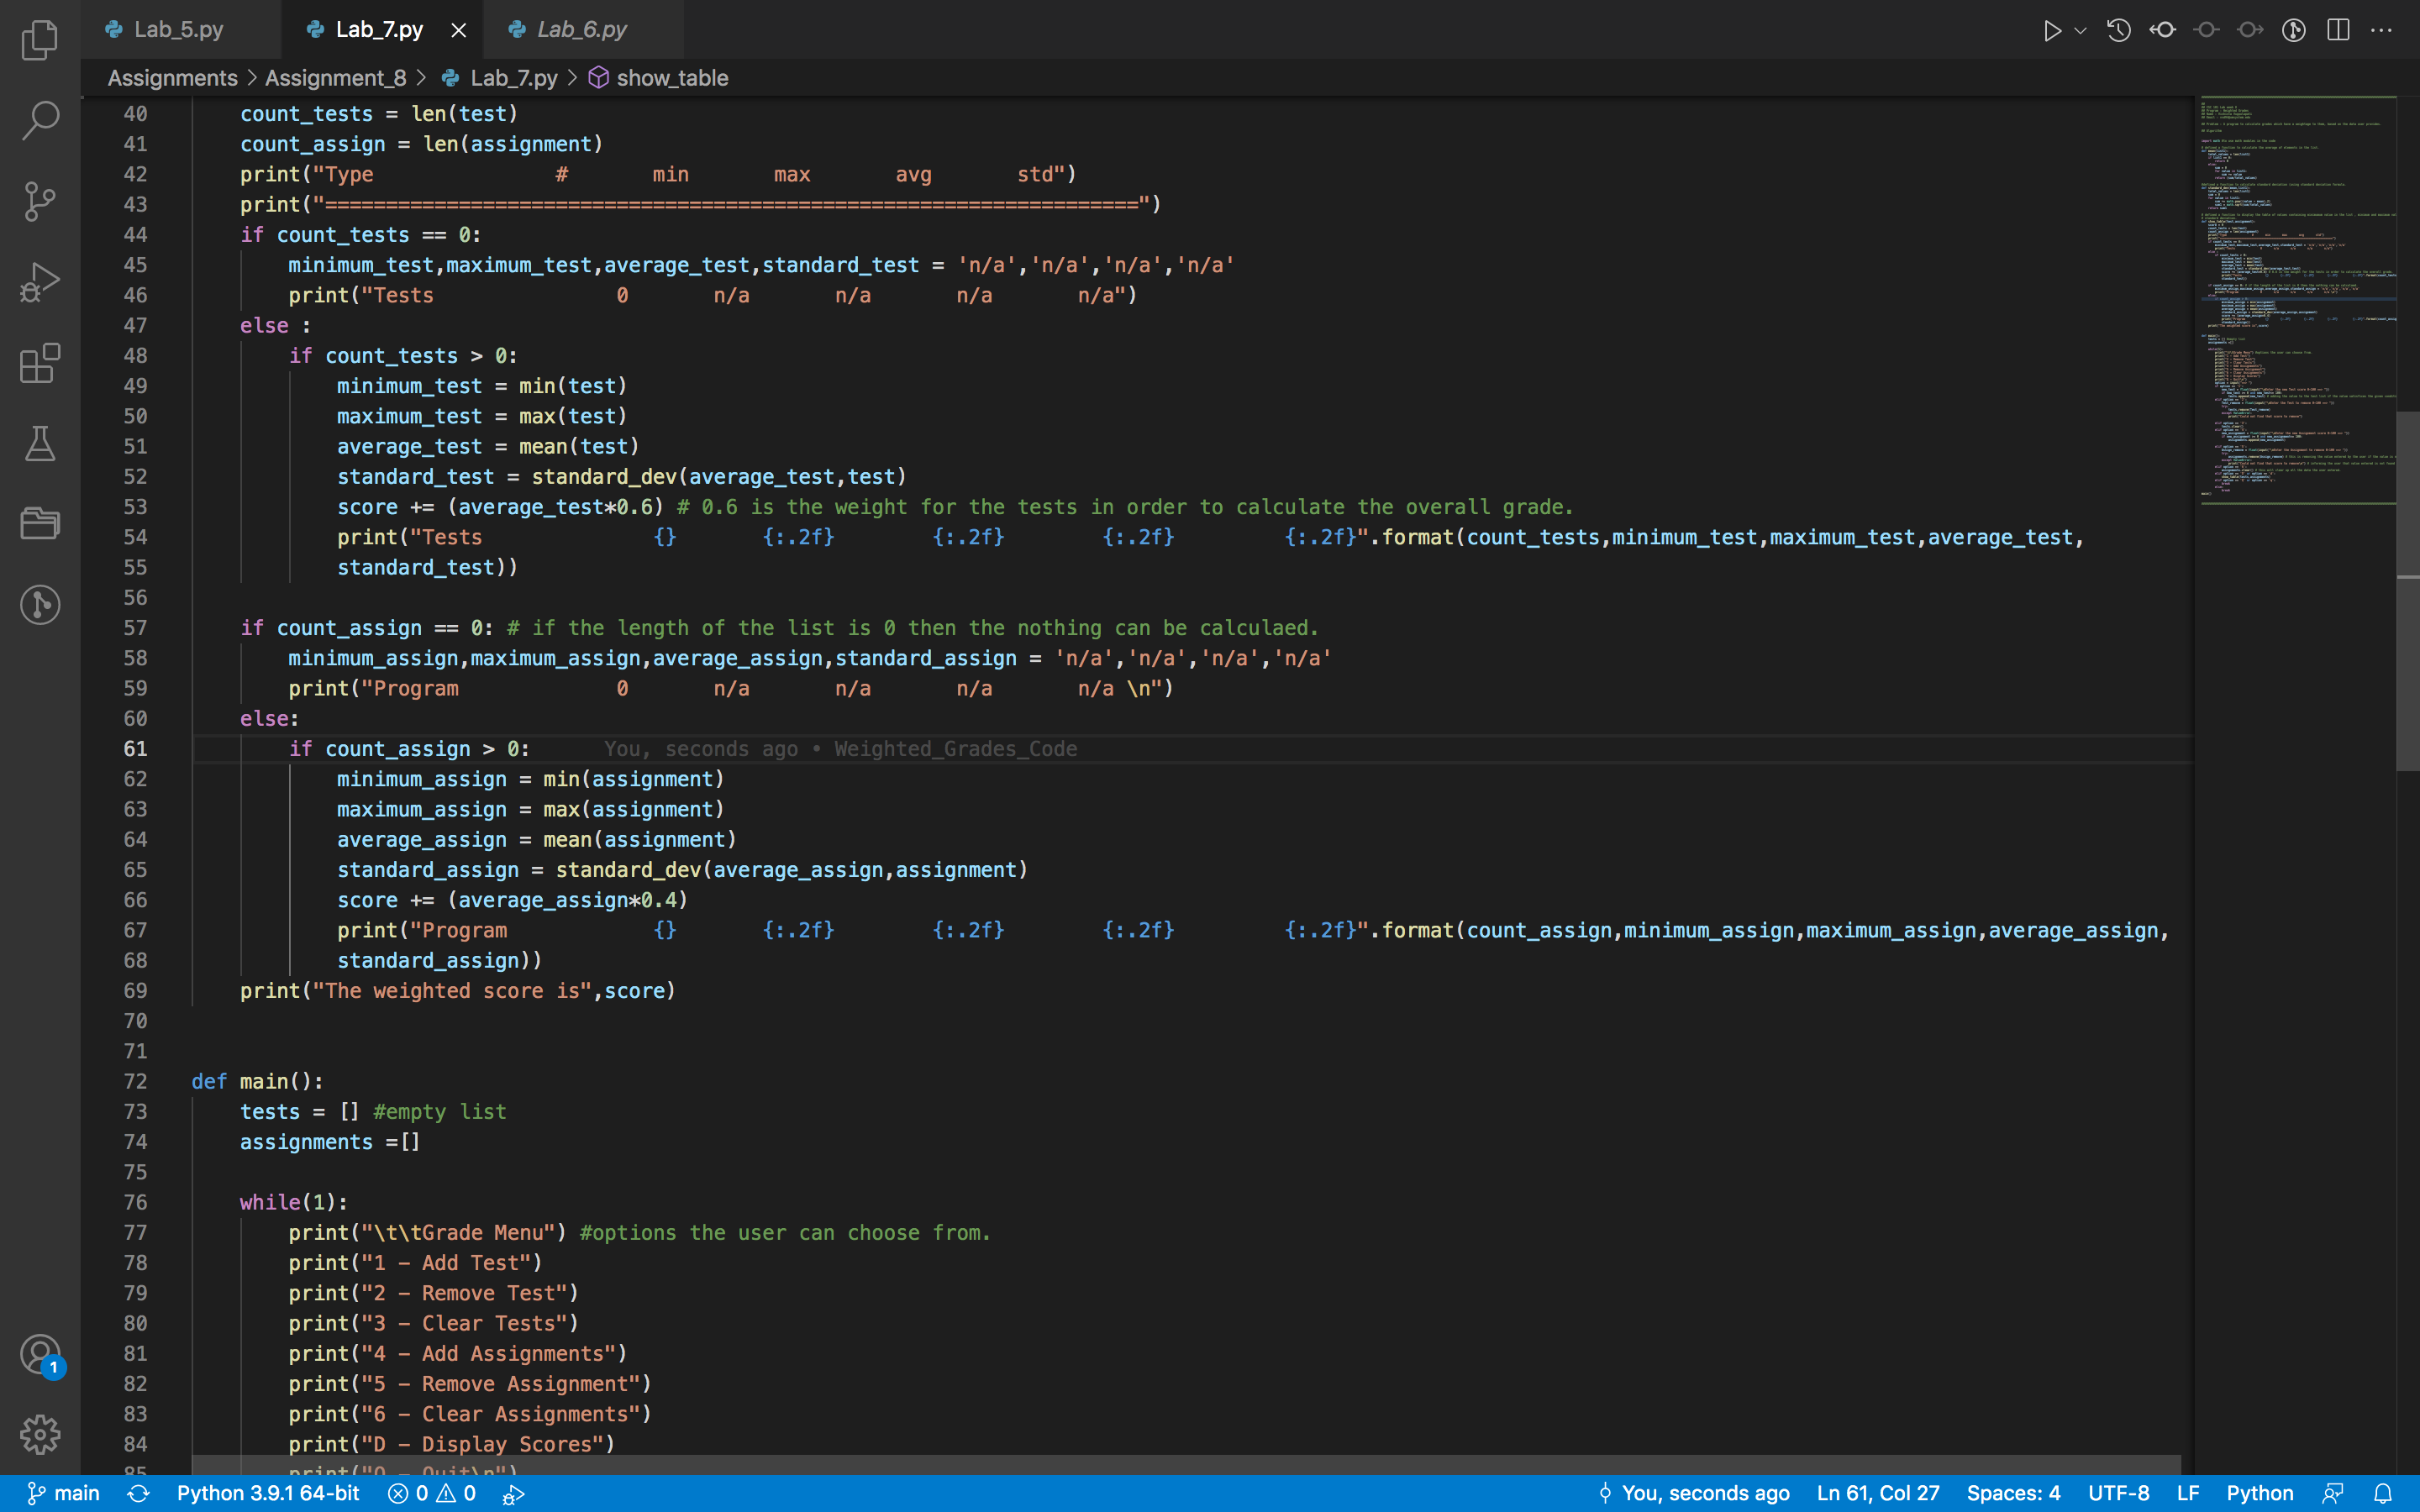 Lab_5.py Lab_7.py Lab_6.py
Assignments > Assignment_8 > Lab_7.py > show_table
40 count_tests = len(test)
41 count_assign = len(assignment)
42 print("Type               #       min       max       avg       std")
43 print("===================================================================")
44 if count_tests == 0:
45 minimum_test,maximum_test,average_test,standard_test = 'n/a','n/a','n/a','n/a'
46 print("Tests               0       n/a       n/a       n/a       n/a")
47 else :
48 if count_tests > 0:
49 minimum_test = min(test)
50 maximum_test = max(test)
51 average_test = mean(test)
52 standard_test = standard_dev(average_test,test)
53 score += (average_test*0.6) # 0.6 is the weight for the tests in order to calculate the overall grade.
54 print("Tests              {}       {:.2f}        {:.2f}        {:.2f}         {:.2f}".format(count_tests,minimum_test,maximum_test,average_test,
55 standard_test))
56
57 if count_assign == 0: # if the length of the list is 0 then the nothing can be calculaed.
58 minimum_assign,maximum_assign,average_assign,standard_assign = 'n/a','n/a','n/a','n/a'
59 print("Program             0       n/a       n/a       n/a       n/a \n")
60 else:
61 if count_assign > 0: You, seconds ago • Weighted_Grades_Code
62 minimum_assign = min(assignment)
63 maximum_assign = max(assignment)
64 average_assign = mean(assignment)
65 standard_assign = standard_dev(average_assign,assignment)
66 score += (average_assign*0.4)
67 print("Program            {}       {:.2f}        {:.2f}        {:.2f}         {:.2f}".format(count_assign,minimum_assign,maximum_assign,average_assign,
68 standard_assign))
69 print("The weighted score is",score)
70
71
72 def main():
73 tests = [] #empty list
74 assignments =[]
75
76 while(1):
77 print("\t\tGrade Menu") #options the user can choose from.
78 print("1 – Add Test")
79 print("2 – Remove Test")
80 print("3 – Clear Tests")
81 print("4 – Add Assignments")
82 print("5 – Remove Assignment")
83 print("6 – Clear Assignments")
84 print("D – Display Scores")
85 print("Q – Quit\n")
1
main Python 3.9.1 64-bit 0 0 You, seconds ago Ln 61, Col 27 Spaces: 4 UTF-8 LF Python